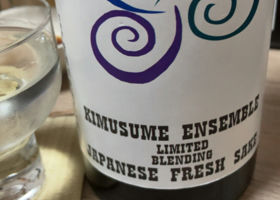 KIMUSUME ENSEMBLE
LIMITED
BLENDING
JAPANESE FRESH SAKE